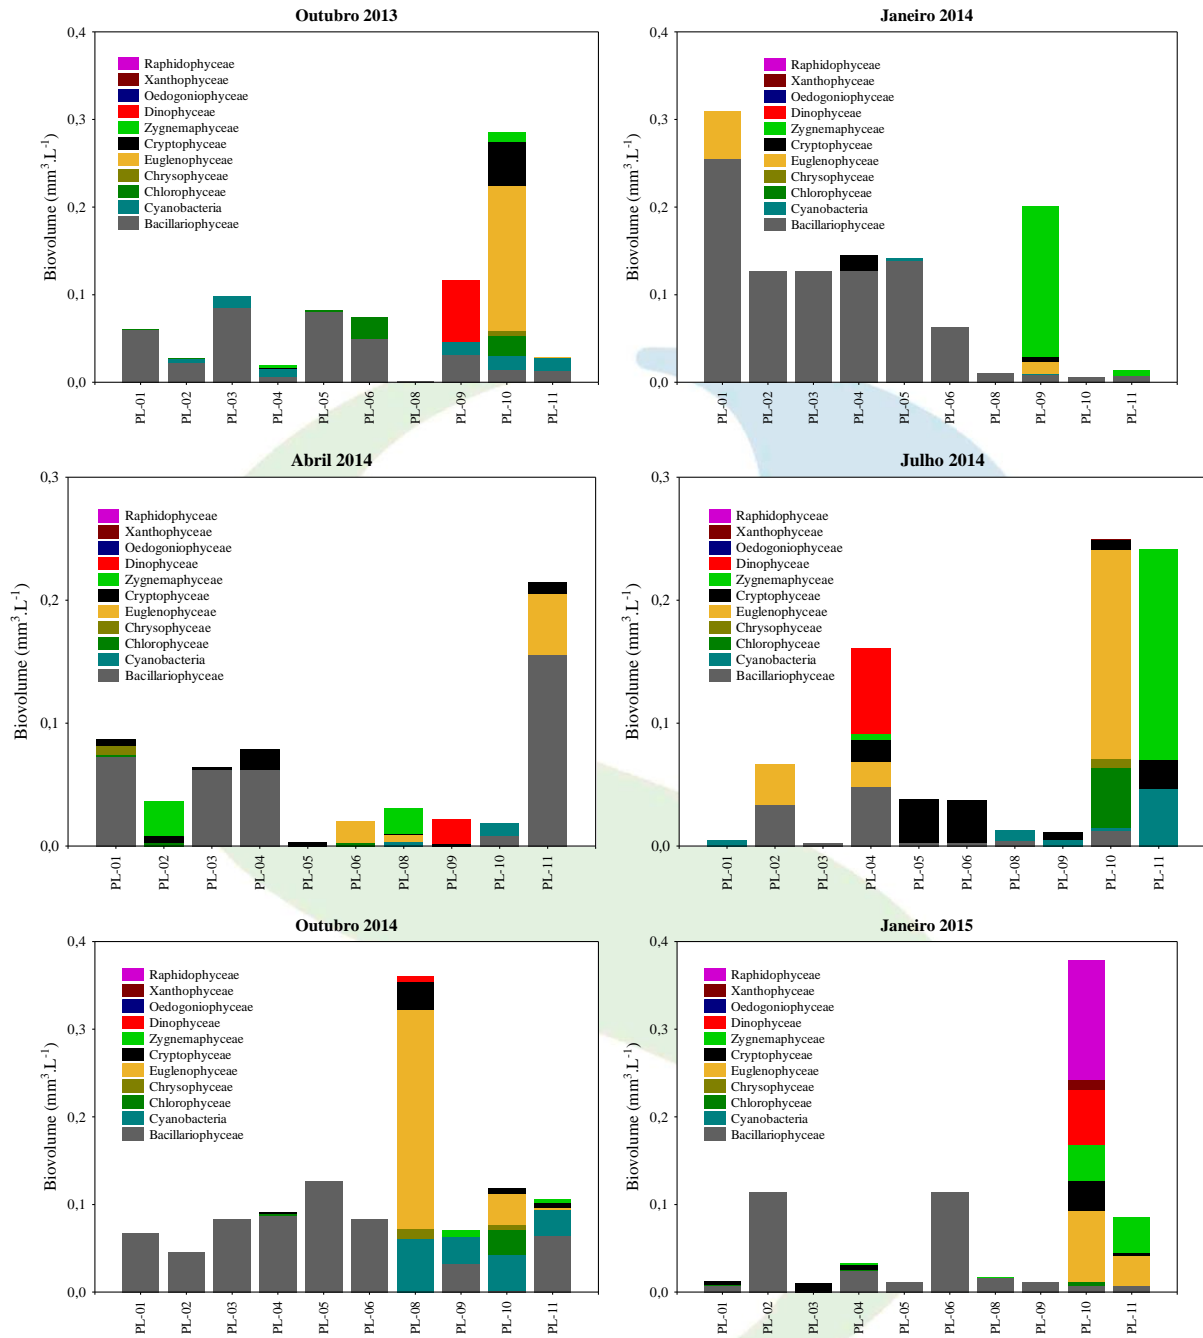 Outubro 2013
0,4
0,3
0,2
0,1
0,0
Biovolume (mm³.L⁻¹)
Raphidophyceae
Xanthophyceae
Oedogoniophyceae
Dinophyceae
Zygnemaphyceae
Cryptophyceae
Euglenophyceae
Chrysophyceae
Chlorophyceae
Cyanobacteria
Bacillariophyceae
PL-01
PL-02
PL-03
PL-04
PL-05
PL-06
PL-08
PL-09
PL-10
PL-11
Janeiro 2014
0,4
0,3
0,2
0,1
0,0
Biovolume (mm³.L⁻¹)
Raphidophyceae
Xanthophyceae
Oedogoniophyceae
Dinophyceae
Zygnemaphyceae
Cryptophyceae
Euglenophyceae
Chrysophyceae
Chlorophyceae
Cyanobacteria
Bacillariophyceae
PL-01
PL-02
PL-03
PL-04
PL-05
PL-06
PL-08
PL-09
PL-10
PL-11
Abril 2014
0,3
0,2
0,1
0,0
Biovolume (mm³.L⁻¹)
Raphidophyceae
Xanthophyceae
Oedogoniophyceae
Dinophyceae
Zygnemaphyceae
Cryptophyceae
Euglenophyceae
Chrysophyceae
Chlorophyceae
Cyanobacteria
Bacillariophyceae
PL-01
PL-02
PL-03
PL-04
PL-05
PL-06
PL-08
PL-09
PL-10
PL-11
Julho 2014
0,3
0,2
0,1
0,0
Biovolume (mm³.L⁻¹)
Raphidophyceae
Xanthophyceae
Oedogoniophyceae
Dinophyceae
Zygnemaphyceae
Cryptophyceae
Euglenophyceae
Chrysophyceae
Chlorophyceae
Cyanobacteria
Bacillariophyceae
PL-01
PL-02
PL-03
PL-04
PL-05
PL-06
PL-08
PL-09
PL-10
PL-11
Outubro 2014
0,4
0,3
0,2
0,1
0,0
Biovolume (mm³.L⁻¹)
Raphidophyceae
Xanthophyceae
Oedogoniophyceae
Dinophyceae
Zygnemaphyceae
Cryptophyceae
Euglenophyceae
Chrysophyceae
Chlorophyceae
Cyanobacteria
Bacillariophyceae
PL-01
PL-02
PL-03
PL-04
PL-05
PL-06
PL-08
PL-09
PL-10
PL-11
Janeiro 2015
0,4
0,3
0,2
0,1
0,0
Biovolume (mm³.L⁻¹)
Raphidophyceae
Xanthophyceae
Oedogoniophyceae
Dinophyceae
Zygnemaphyceae
Cryptophyceae
Euglenophyceae
Chrysophyceae
Chlorophyceae
Cyanobacteria
Bacillariophyceae
PL-01
PL-02
PL-03
PL-04
PL-05
PL-06
PL-08
PL-09
PL-10
PL-11